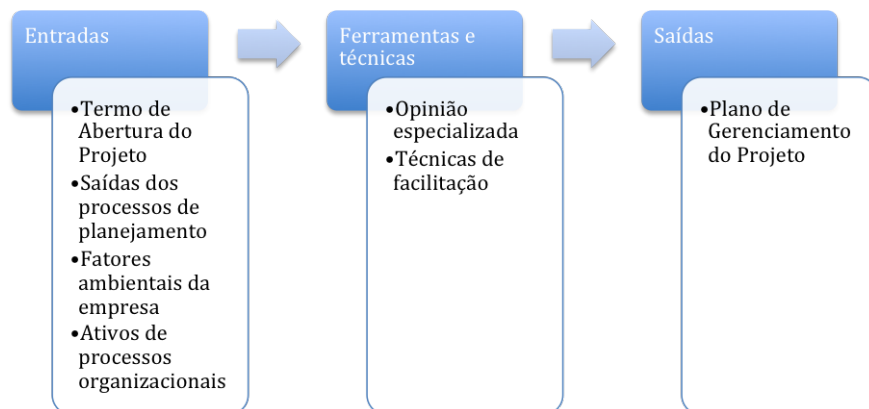 Entradas
•Termo de
Abertura do
Projeto
•Saídas dos
processos de
planejamento
•Fatores
ambientais da
empresa
•Ativos de
processos
organizacionais
Ferramentas e
técnicas
•Opinião
especializada
•Técnicas de
facilitação
Saídas
•Plano de
Gerenciamento
do Projeto